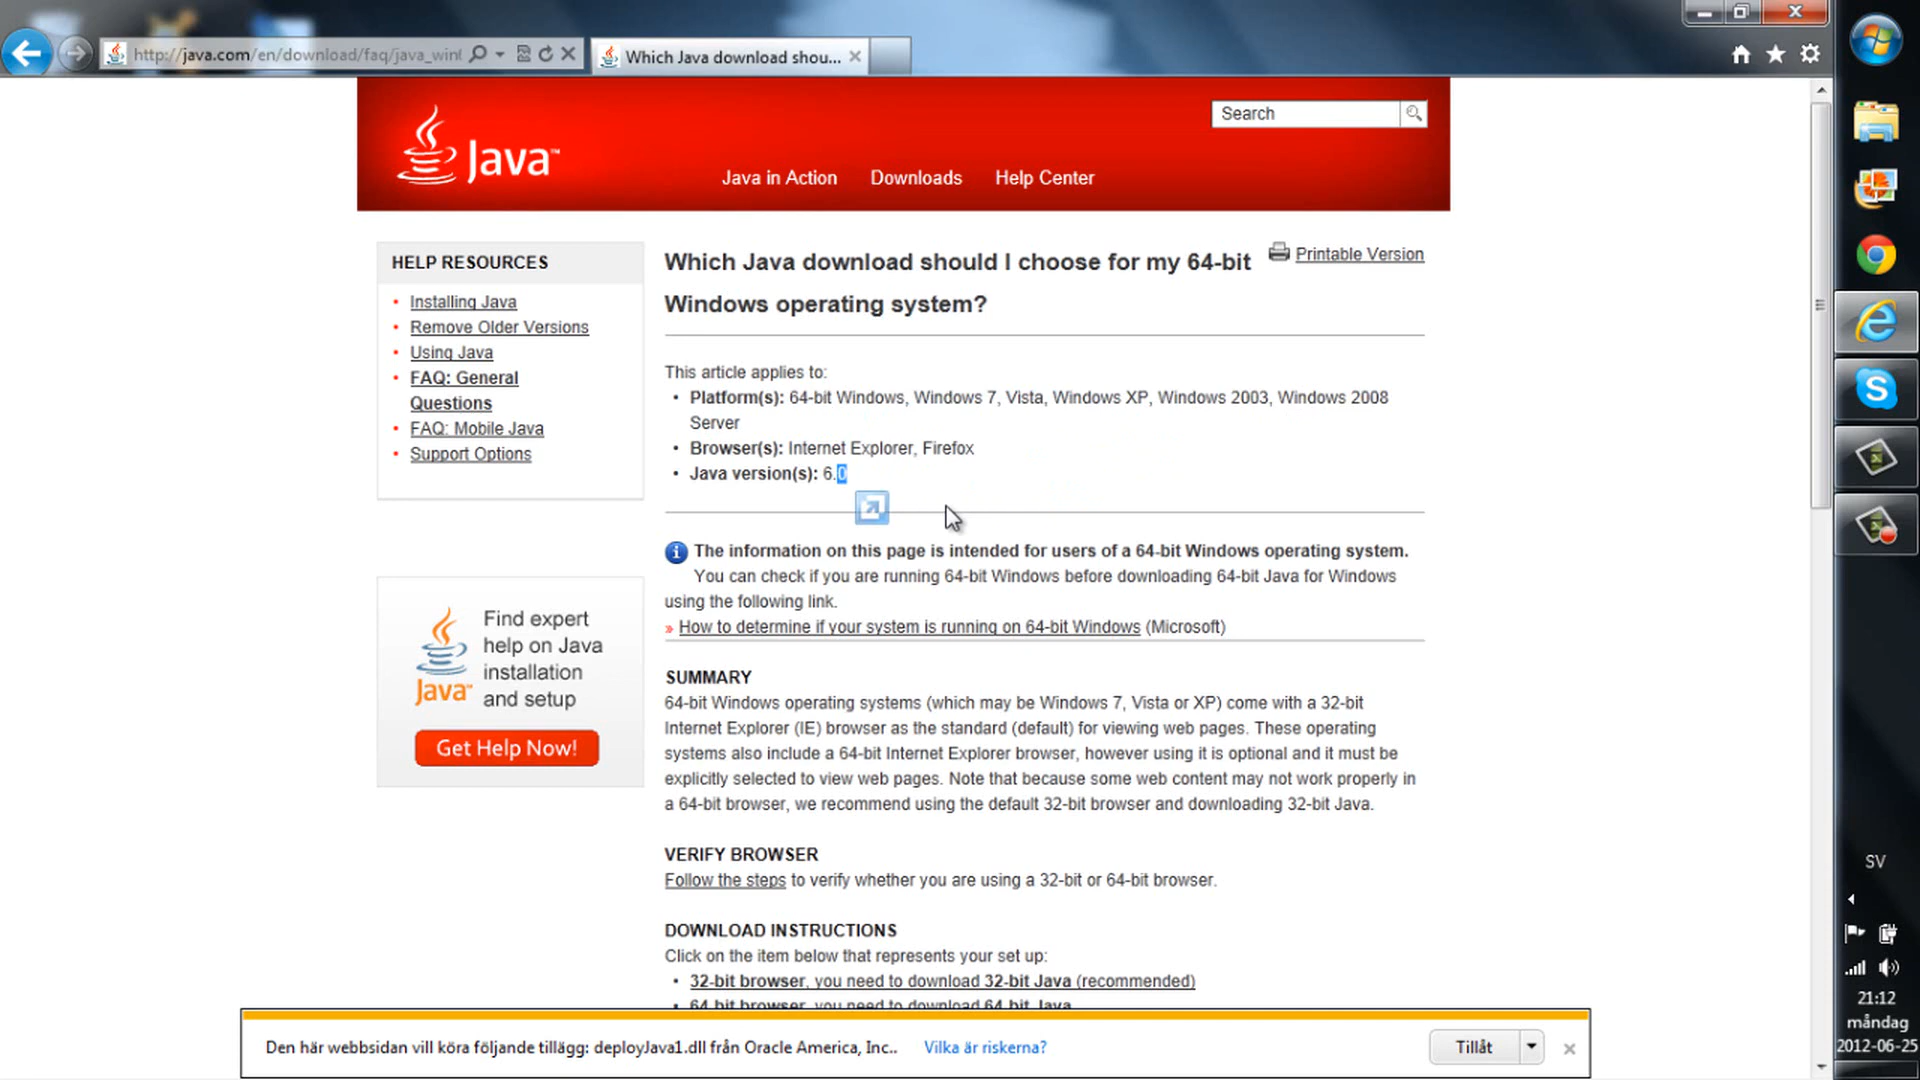 http://java.com/en/download/faq/java_win
Which Java download shou...
Java™
Search
Java in Action
Downloads
Help Center
HELP RESOURCES
• Installing Java
• Remove Older Versions
• Using Java
• FAQ: General
Questions
• FAQ: Mobile Java
• Support Options
Find expert
help on Java
installation
and setup
Java™
Get Help Now!
Which Java download should I choose for my 64-bit
Windows operating system?
Printable Version
This article applies to:
• Platform(s): 64-bit Windows, Windows 7, Vista, Windows XP, Windows 2003, Windows 2008
Server
• Browser(s): Internet Explorer, Firefox
• Java version(s): 6.0
The information on this page is intended for users of a 64-bit Windows operating system.
You can check if you are running 64-bit Windows before downloading 64-bit Java for Windows
using the following link.
» How to determine if your system is running on 64-bit Windows (Microsoft)
SUMMARY
64-bit Windows operating systems (which may be Windows 7, Vista or XP) come with a 32-bit
Internet Explorer (IE) browser as the standard (default) for viewing web pages. These operating
systems also include a 64-bit Internet Explorer browser, however using it is optional and it must be
explicitly selected to view web pages. Note that because some web content may not work properly in
a 64-bit browser, we recommend using the default 32-bit browser and downloading 32-bit Java.
VERIFY BROWSER
Follow the steps to verify whether you are using a 32-bit or 64-bit browser.
DOWNLOAD INSTRUCTIONS
Click on the item below that represents your set up:
• 32-bit browser, you need to download 32-bit Java (recommended)
• 64-bit browser, you need to download 64-bit Java
Den här webbsidan vill köra följande tillägg: deployJava1.dll från Oracle America, Inc..
Vilka är riskerna?
Tillåt
SV
21:12
måndag
2012-06-25